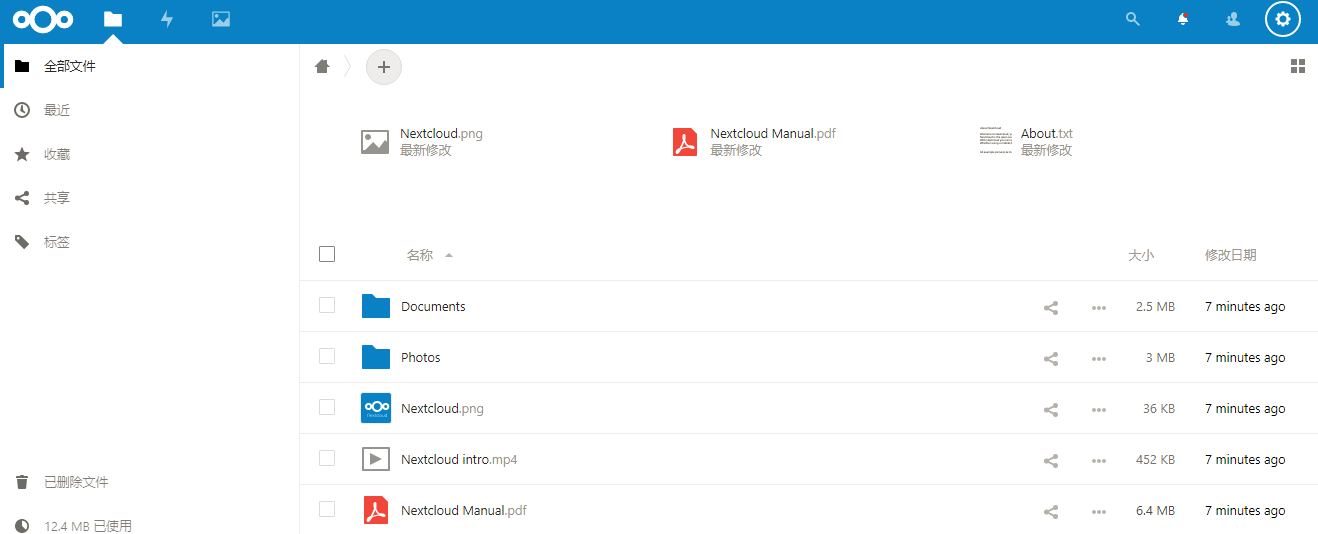 全部文件
最近
收藏
共享
标签
已删除文件
12.4 MB 已使用
Nextcloud.png
最新修改
Nextcloud Manual.pdf
最新修改
About.txt
最新修改
名称 大小 修改日期
Documents 2.5 MB 7 minutes ago
Photos 3 MB 7 minutes ago
Nextcloud.png 36 KB 7 minutes ago
Nextcloud intro.mp4 452 KB 7 minutes ago
Nextcloud Manual.pdf 6.4 MB 7 minutes ago